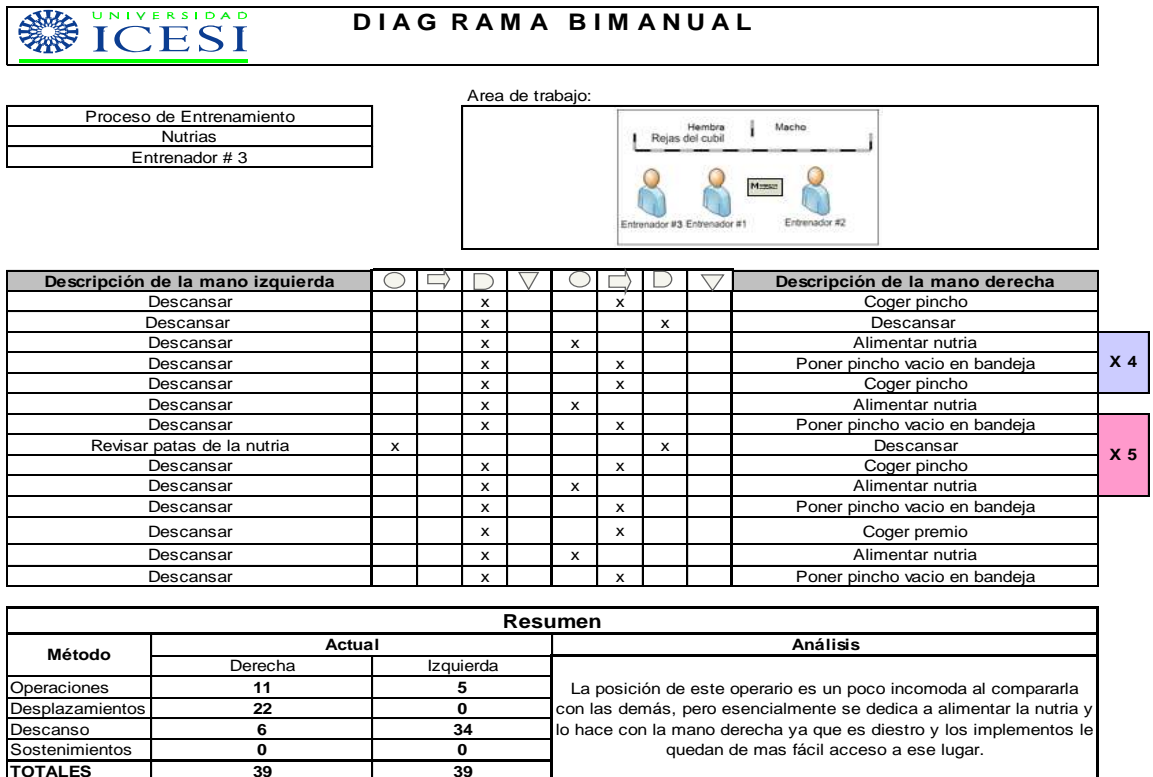 UNIVERSIDAD
ICESI
DIAGRAMA BIMANUAL
Area de trabajo:
Proceso de Entrenamiento
Nutrias
Entrenador # 3
Hembra Macho
Rejas del cubil
Entrenador #3 Entrenador #1 Entrenador #2
Descripción de la mano izquierda Descripción de la mano derecha
Descansar x x Coger pincho
Descansar x x Descansar
Descansar x x Alimentar nutria
Descansar x x Poner pincho vacio en bandeja
X 4
Descansar x x Coger pincho
Descansar x x Alimentar nutria
Descansar x x Poner pincho vacio en bandeja
Revisar patas de la nutria x x Descansar
X 5
Descansar x x Coger pincho
Descansar x x Alimentar nutria
Descansar x x Poner pincho vacio en bandeja
Descansar x x Coger premio
Descansar x x Alimentar nutria
Descansar x x Poner pincho vacio en bandeja
Resumen
Método Actual Análisis
Derecha Izquierda
Operaciones 11 5
Desplazamientos 22 0
Descanso 6 34
Sostenimientos 0 0
TOTALES 39 39
La posición de este operario es un poco incomoda al compararla
con las demás, pero esencialmente se dedica a alimentar la nutria y
lo hace con la mano derecha ya que es diestro y los implementos le
quedan de mas fácil acceso a ese lugar.